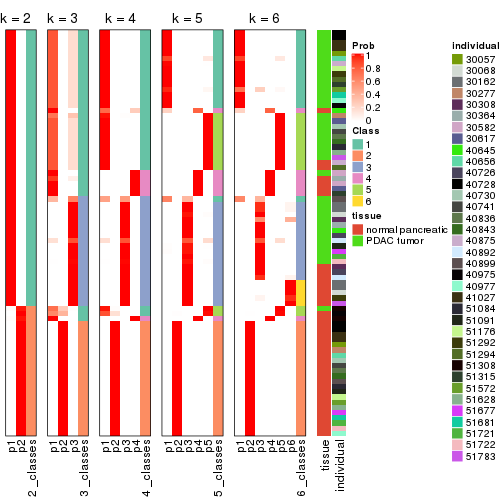 k = 2
k = 3
k = 4
k = 5
k = 6
Prob
1
0.8
0.6
0.4
0.2
0
Class
1
2
3
4
5
6
tissue
normal pancreatic
PDAC tumor
individual
30057
30068
30162
30277
30308
30364
30582
30617
40645
40656
40726
40728
40730
40741
40836
40843
40875
40892
40899
40975
40977
41027
51084
51091
51176
51292
51294
51308
51315
51572
51628
51677
51681
51721
51722
51783
p1
p2
2_classes
p1
p2
p3
3_classes
p1
p2
p3
p4
4_classes
p1
p2
p3
p4
p5
5_classes
p1
p2
p3
p4
p5
p6
6_classes
tissue
individual